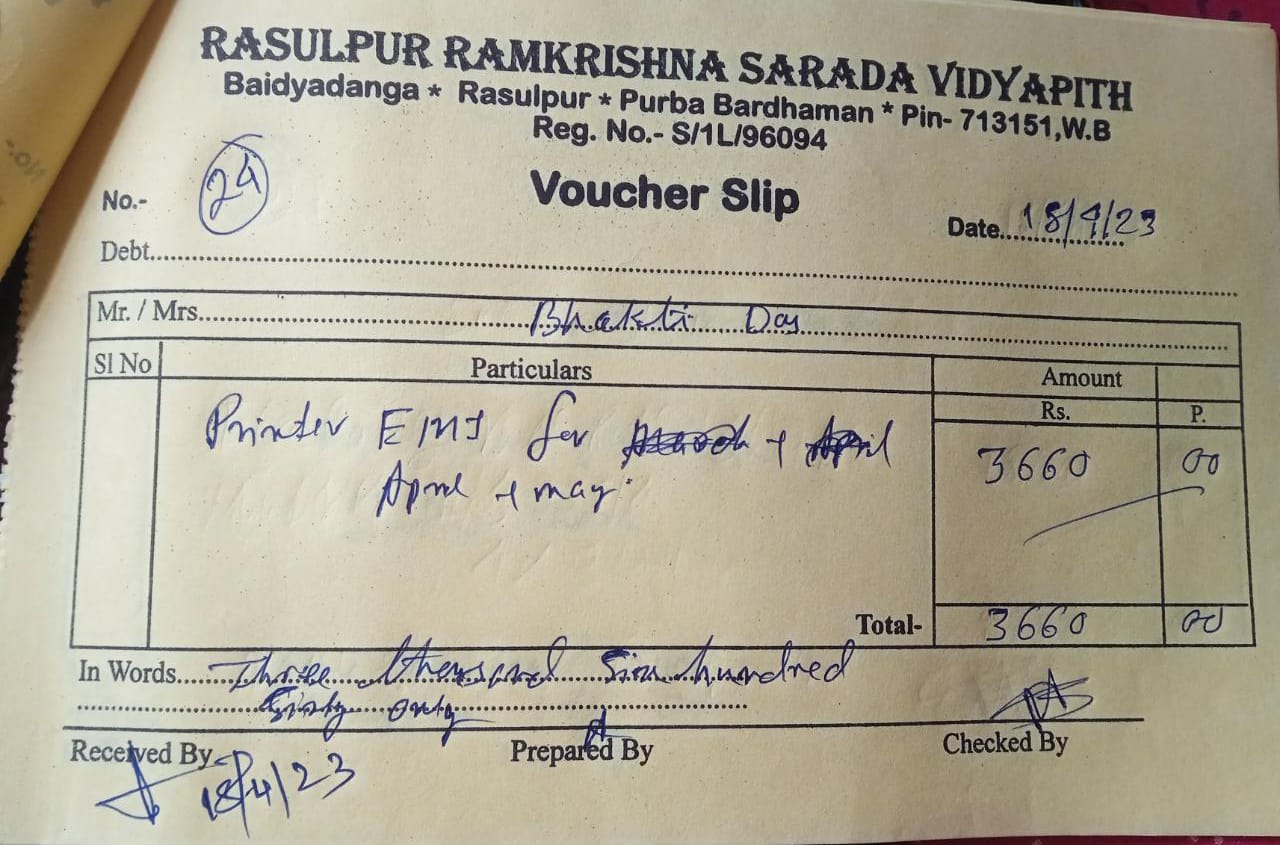 RASULPUR RAMKRISHNA SARADA VIDYAPITH
Baidyadanga * Rasulpur * Purba Bardhaman * Pin- 713151,W.B
Reg. No.- S/1L/96094
Voucher Slip
No.- 24
Date....18/4/23
Debt.....
Mr. / Mrs.....Bhakti Das
Sl No Particulars Amount
Rs. P.
Printer EMI for March + April 3660 00
April + may
Total- 3660 00
In Words.....Three thousand Six hundred
Sixty only
Received By Prepared By Checked By
18/4/23